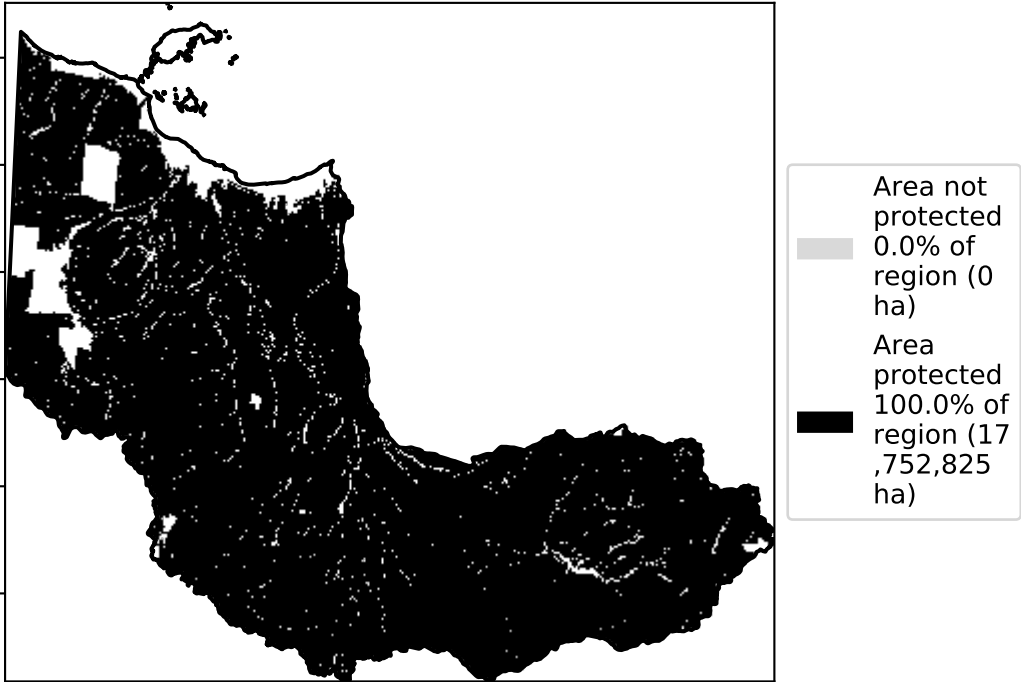 Area not
protected
0.0% of
region (0
ha)
Area
protected
100.0% of
region (17
,752,825
ha)